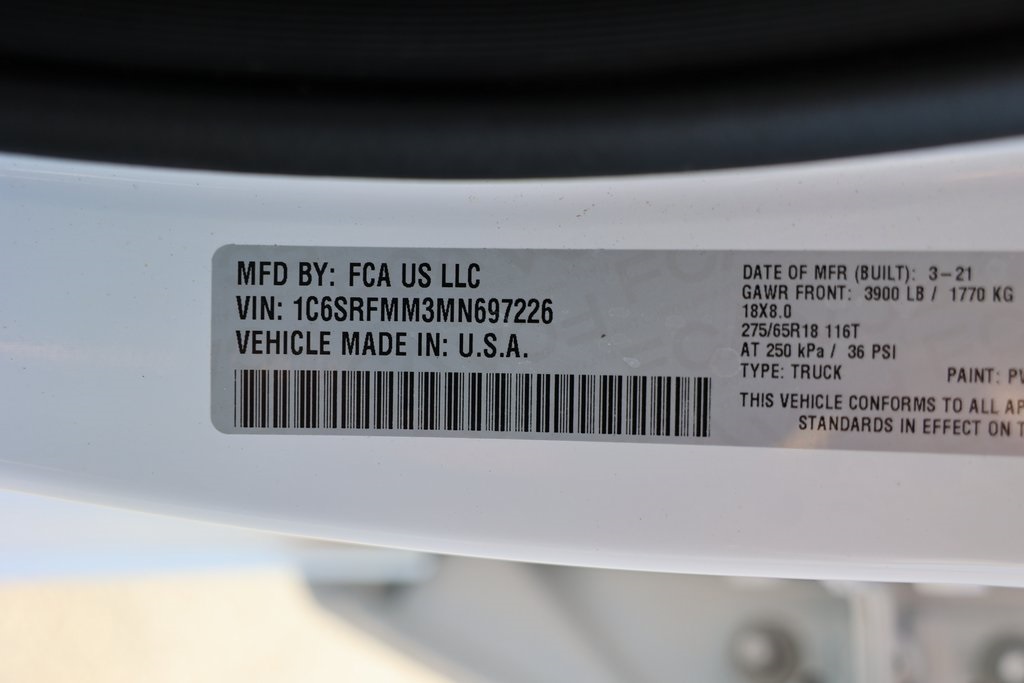 MFD BY: FCA US LLC
VIN: 1C6SRFMM3MN697226
VEHICLE MADE IN: U.S.A.
DATE OF MFR (BUILT): 3-21
GAWR FRONT: 3900 LB / 1770 KG
18X8.0
275/65R18 116T
AT 250 kPa / 36 PSI
TYPE: TRUCK PAINT:
THIS VEHICLE CONFORMS TO ALL
STANDARDS IN EFFECT ON